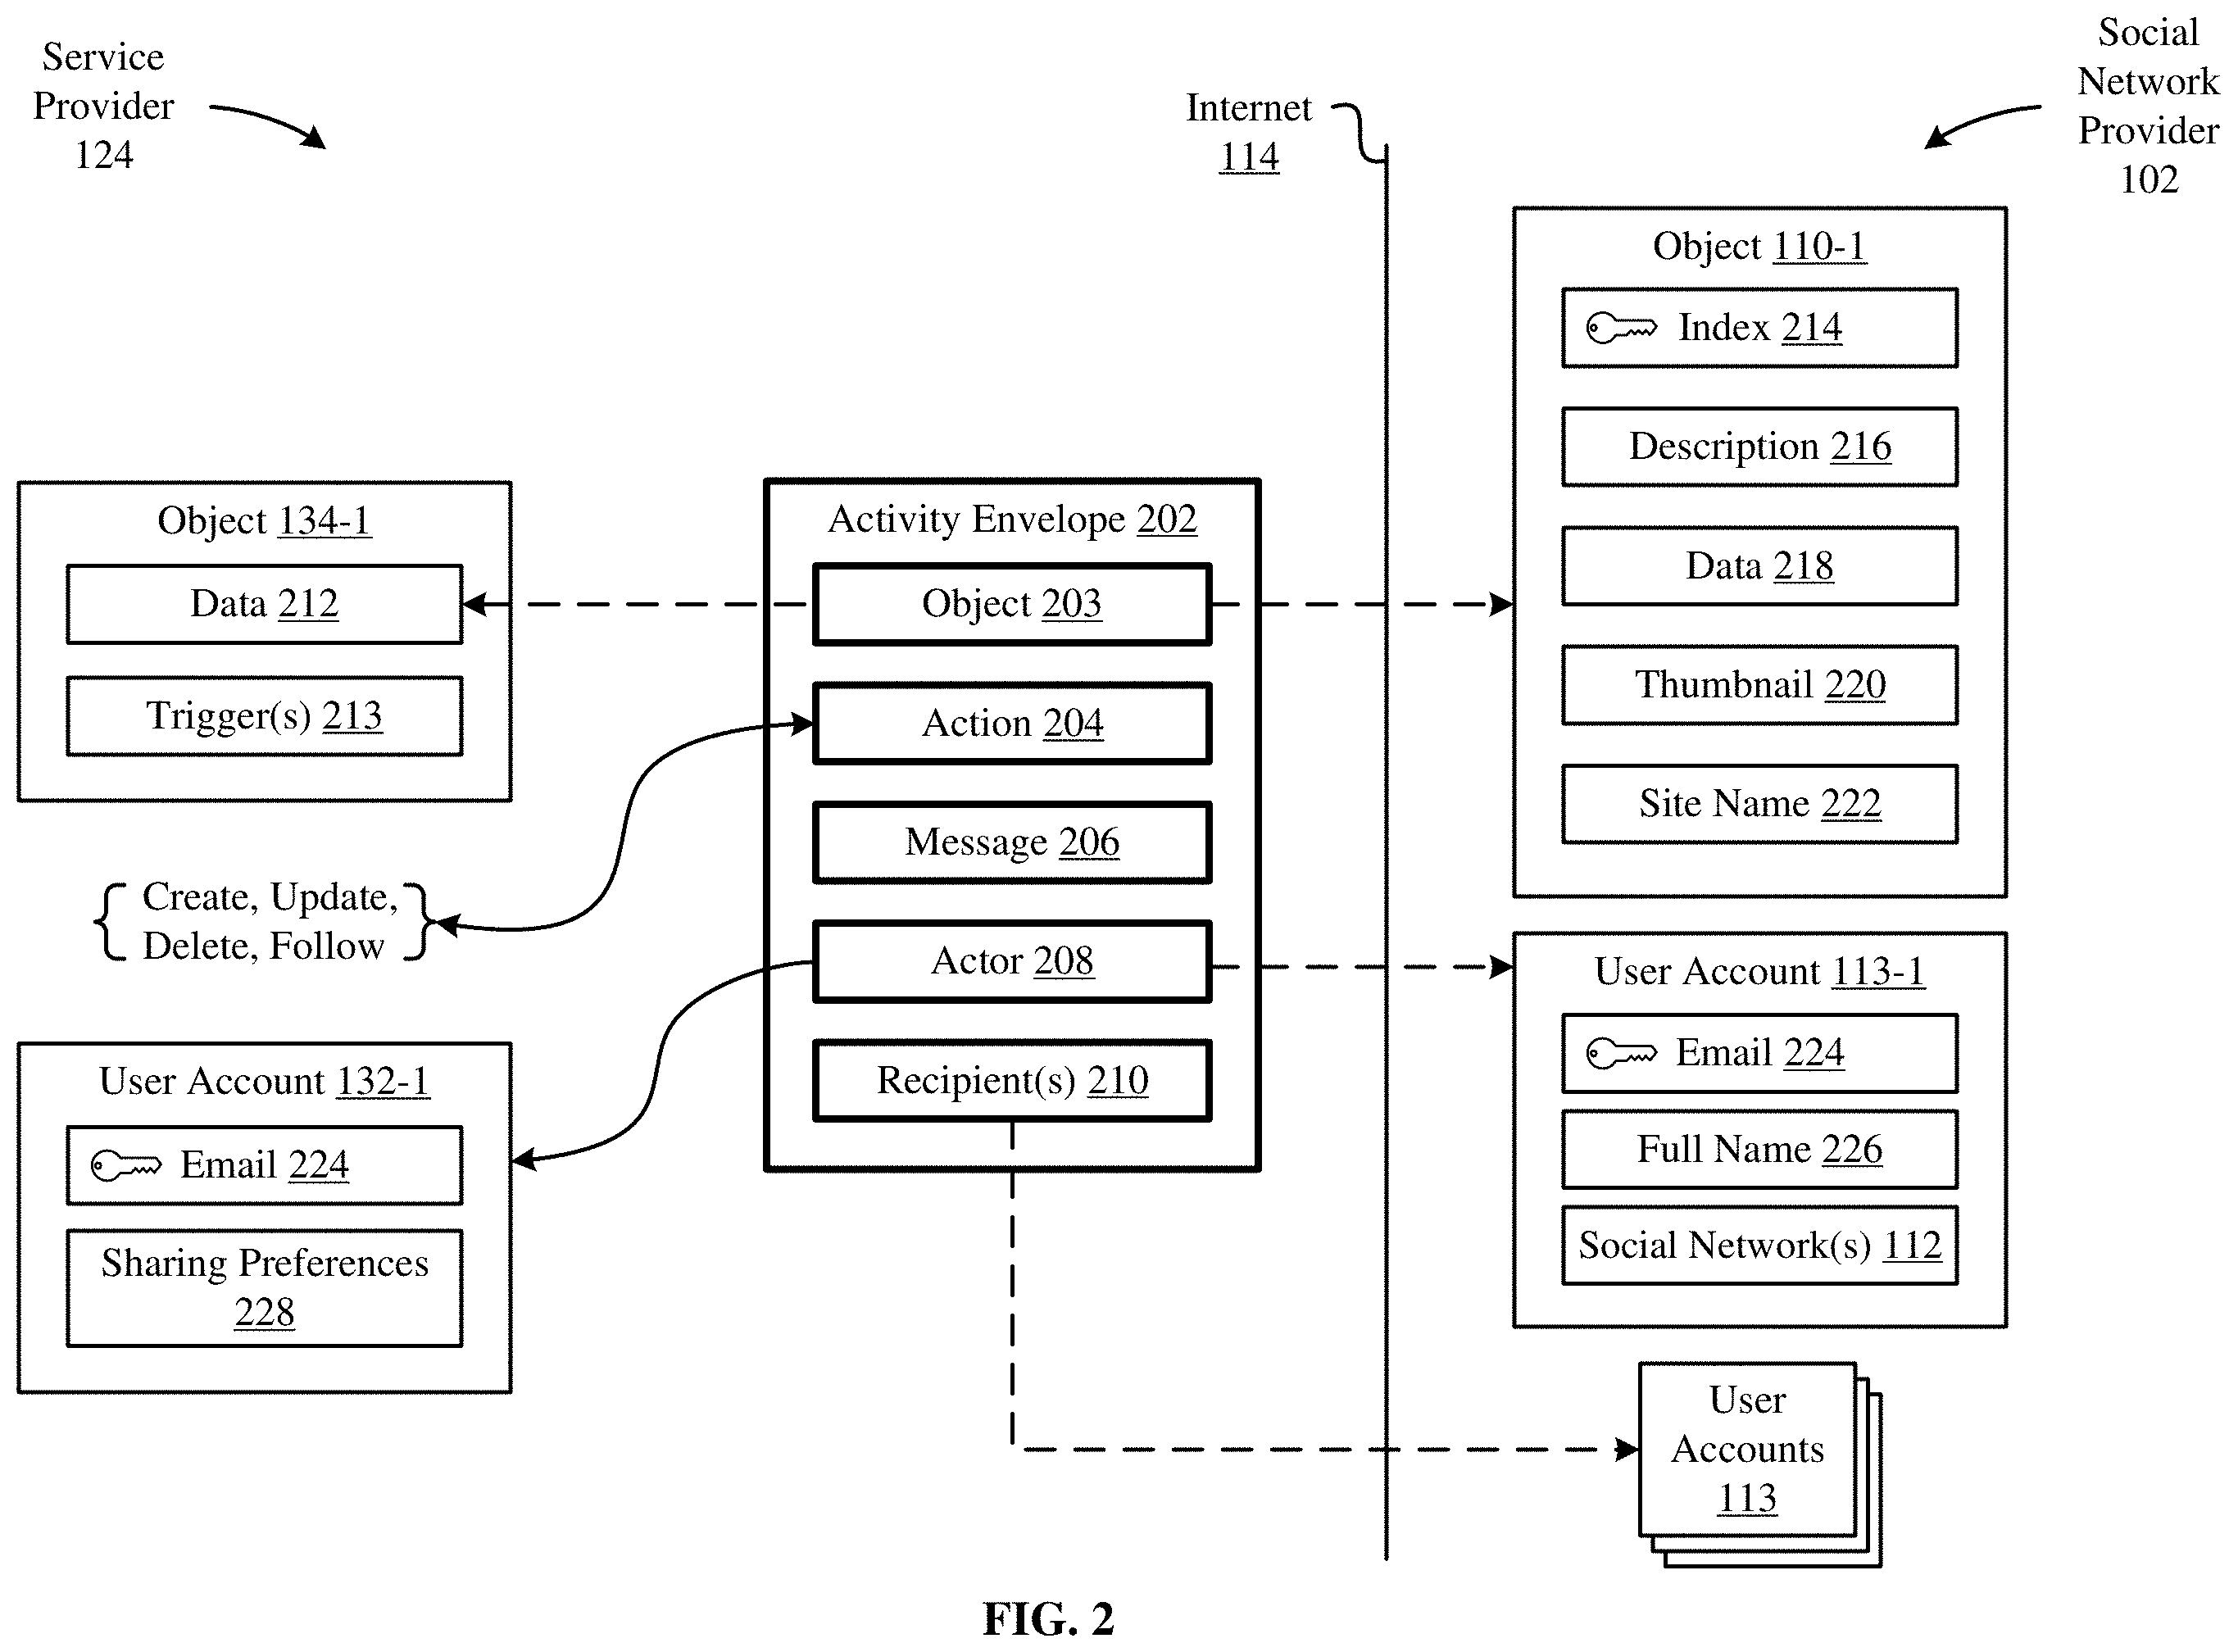 Service
Provider
124
Internet
114
Social
Network
Provider
102
Object 134-1
Data 212
Trigger(s) 213
Create, Update,
Delete, Follow
User Account 132-1
Email 224
Sharing Preferences
228
Activity Envelope 202
Object 203
Action 204
Message 206
Actor 208
Recipient(s) 210
Object 110-1
Index 214
Description 216
Data 218
Thumbnail 220
Site Name 222
User Account 113-1
Email 224
Full Name 226
Social Network(s) 112
User
Accounts
113
FIG. 2